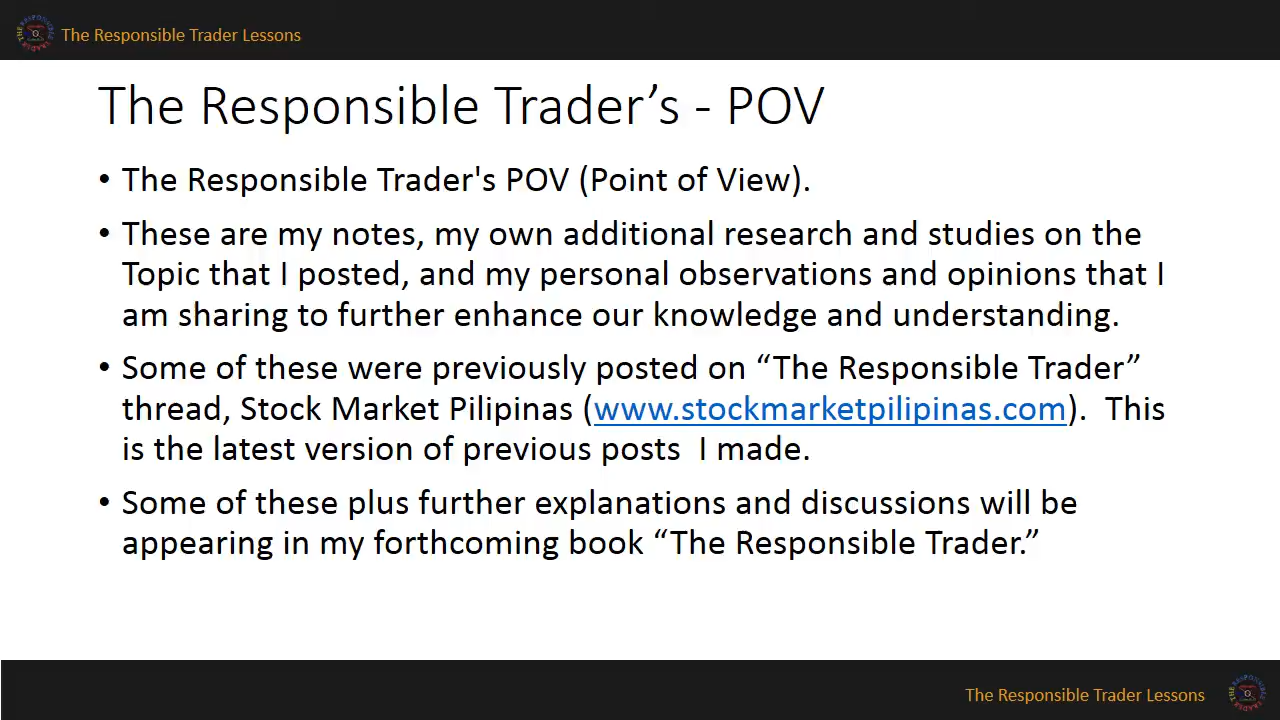 The Responsible Trader Lessons
The Responsible Trader’s - POV
• The Responsible Trader's POV (Point of View).
• These are my notes, my own additional research and studies on the
Topic that I posted, and my personal observations and opinions that I
am sharing to further enhance our knowledge and understanding.
• Some of these were previously posted on “The Responsible Trader”
thread, Stock Market Pilipinas (www.stockmarketpilipinas.com).  This
is the latest version of previous posts  I made.
• Some of these plus further explanations and discussions will be
appearing in my forthcoming book “The Responsible Trader.”
The Responsible Trader Lessons